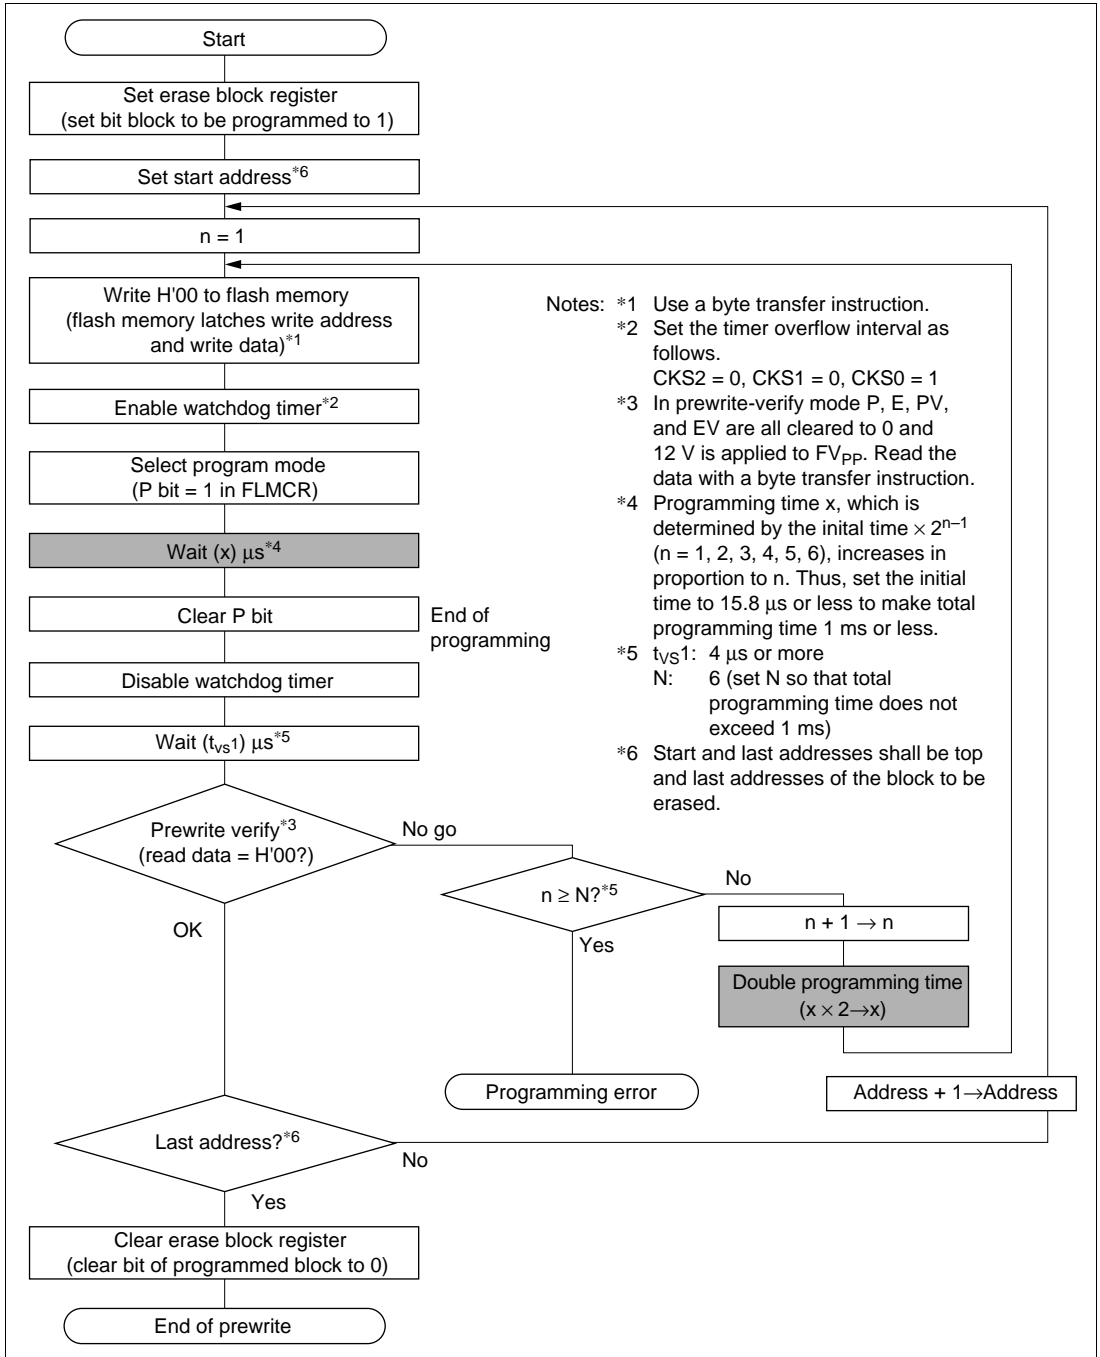 Start
Set erase block register
(set bit block to be programmed to 1)
Set start address*6
n = 1
Write H'00 to flash memory
(flash memory latches write address
and write data)*1
Enable watchdog timer*2
Select program mode
(P bit = 1 in FLMCR)
Wait (x) μs*4
Clear P bit
End of
programming
Disable watchdog timer
Wait (tvs1) μs*5
Prewrite verify*3
(read data = H'00?)
No go
OK
n ≥ N?*5
No
Yes
n + 1 → n
Double programming time
(x × 2→x)
Programming error
Address + 1→Address
Last address?*6
No
Yes
Clear erase block register
(clear bit of programmed block to 0)
End of prewrite
Notes: *1 Use a byte transfer instruction.
*2 Set the timer overflow interval as
follows.
CKS2 = 0, CKS1 = 0, CKS0 = 1
*3 In prewrite-verify mode P, E, PV,
and EV are all cleared to 0 and
12 V is applied to FVPP. Read the
data with a byte transfer instruction.
*4 Programming time x, which is
determined by the inital time × 2n–1
(n = 1, 2, 3, 4, 5, 6), increases in
proportion to n. Thus, set the initial
time to 15.8 μs or less to make total
programming time 1 ms or less.
*5 tVS1: 4 μs or more
N: 6 (set N so that total
programming time does not
exceed 1 ms)
*6 Start and last addresses shall be top
and last addresses of the block to be
erased.